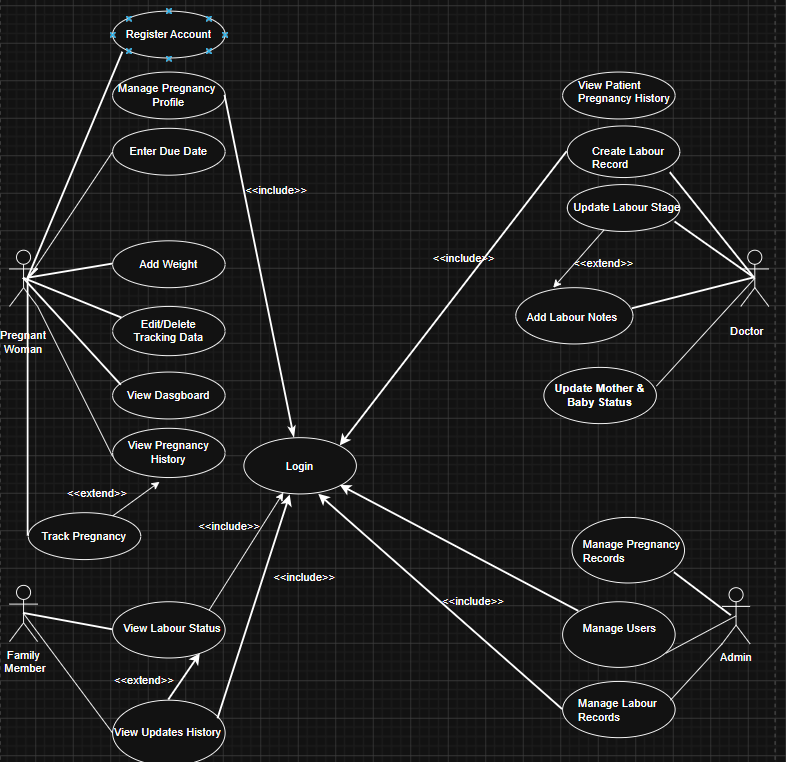 Register Account
Manage Pregnancy
Profile
View Patient
Pregnancy History
Enter Due Date
Create Labour
Record
<<include>>
Update Labour Stage
<<include>>
<<extend>>
Add Weight
Add Labour Notes
Edit/Delete
Tracking Data
Pregnant
Woman
Doctor
View Dasgboard
Update Mother &
Baby Status
View Pregnancy
History
Login
<<extend>>
<<include>>
Track Pregnancy
Manage Pregnancy
Records
<<include>>
<<include>>
View Labour Status
Manage Users
Family
Member
Admin
<<extend>>
Manage Labour
Records
View Updates History